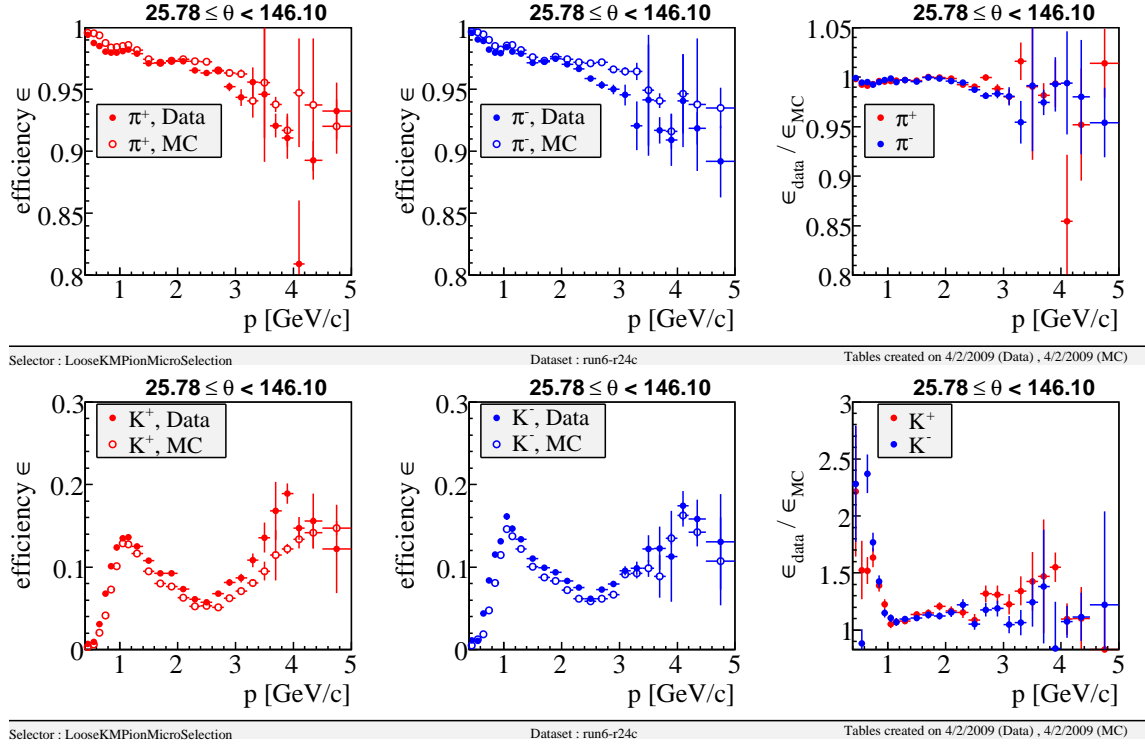 25.78 ≤ θ < 146.10
1
0.95
0.9
0.85
0.8
efficiency ϵ
π⁺, Data
π⁺, MC
1 2 3 4 5
p [GeV/c]
25.78 ≤ θ < 146.10
1
0.95
0.9
0.85
0.8
efficiency ϵ
π⁻, Data
π⁻, MC
1 2 3 4 5
p [GeV/c]
25.78 ≤ θ < 146.10
1.05
1
0.95
0.9
0.85
0.8
ϵdata / ϵMC
π⁺
π⁻
1 2 3 4 5
p [GeV/c]
Selector : LooseKMPionMicroSelection
Dataset : run6-r24c
Tables created on 4/2/2009 (Data) , 4/2/2009 (MC)
25.78 ≤ θ < 146.10
0.3
0.2
0.1
0
efficiency ϵ
K⁺, Data
K⁺, MC
1 2 3 4 5
p [GeV/c]
25.78 ≤ θ < 146.10
0.3
0.2
0.1
0
efficiency ϵ
K⁻, Data
K⁻, MC
1 2 3 4 5
p [GeV/c]
25.78 ≤ θ < 146.10
3
2.5
2
1.5
1
ϵdata / ϵMC
K⁺
K⁻
1 2 3 4 5
p [GeV/c]
Selector : LooseKMPionMicroSelection
Dataset : run6-r24c
Tables created on 4/2/2009 (Data) , 4/2/2009 (MC)